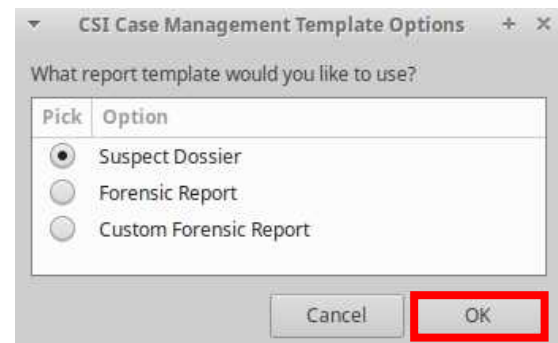 CSI Case Management Template Options
What report template would you like to use?
Pick Option
Suspect Dossier
Forensic Report
Custom Forensic Report
Cancel OK